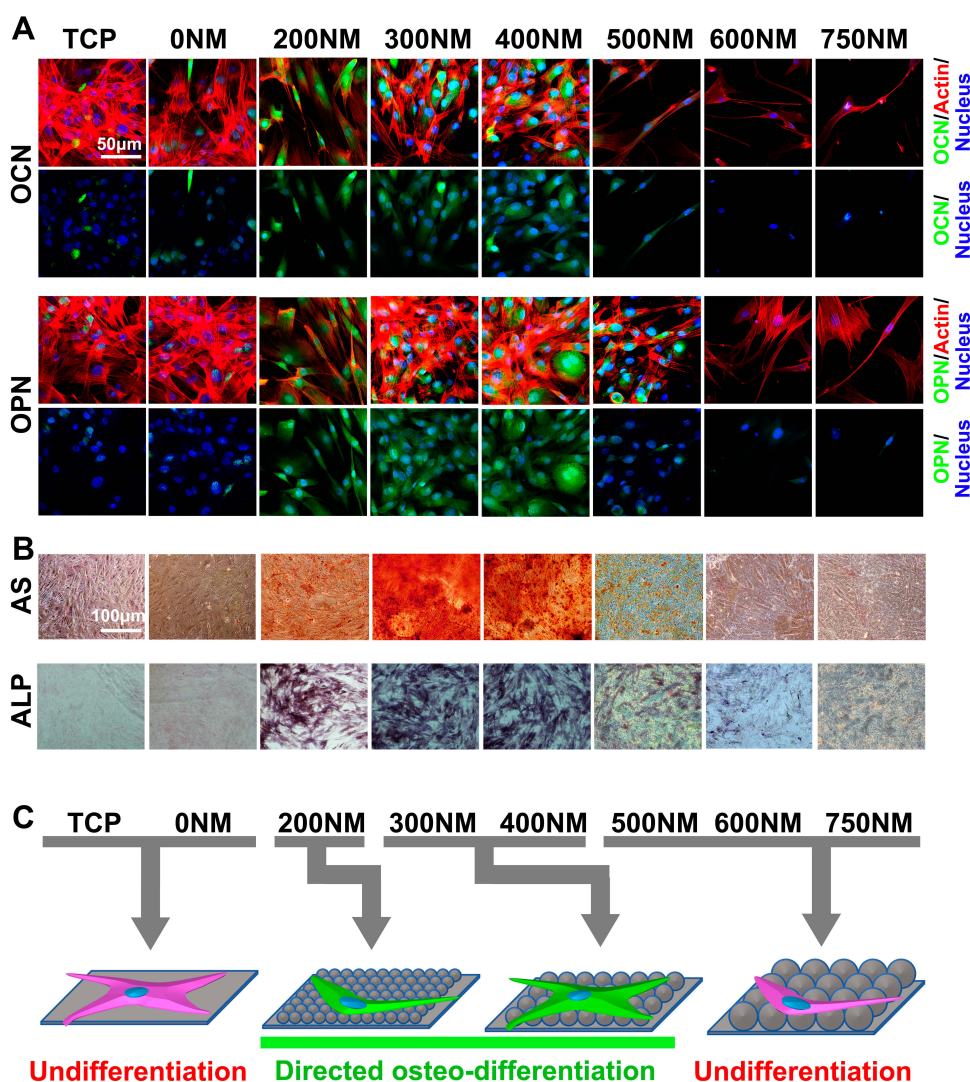 A
TCP 0NM 200NM 300NM 400NM 500NM 600NM 750NM
OCN
50μm
OCN/Actin/
Nucleus
OCN/
Nucleus
OPN
OPN/Actin/
Nucleus
OPN/
Nucleus
B
AS
100μm
ALP
C
TCP 0NM 200NM 300NM 400NM 500NM 600NM 750NM
Undifferentiation Directed osteo-differentiation Undifferentiation